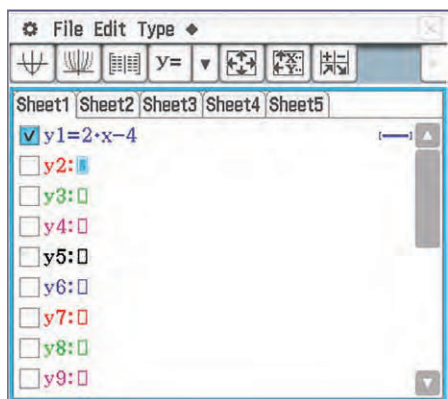 File Edit Type
Y=
Sheet1 Sheet2 Sheet3 Sheet4 Sheet5
y1=2·x−4
y2:
y3:
y4:
y5:
y6:
y7:
y8:
y9: